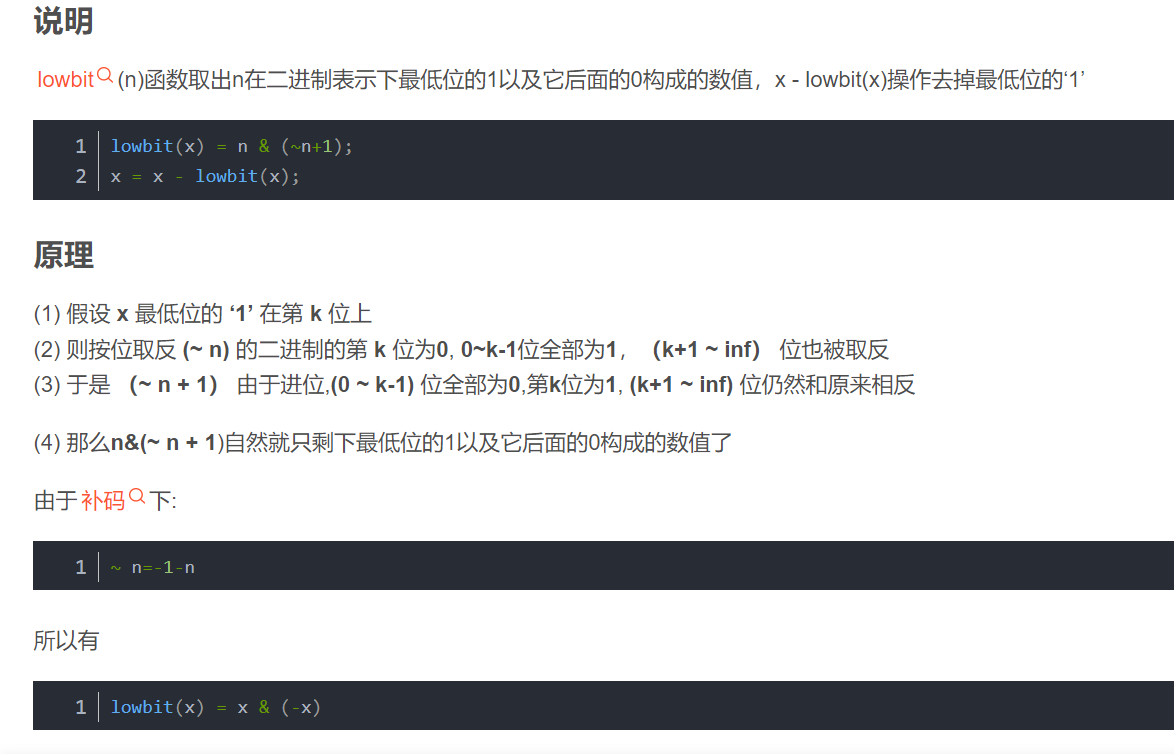 说明
lowbit(n)函数取出n在二进制表示下最低位的1以及它后面的0构成的数值，x - lowbit(x)操作去掉最低位的‘1’
1 lowbit(x) = n & (~n+1);
2 x = x - lowbit(x);
原理
(1) 假设 x 最低位的 ‘1’ 在第 k 位上
(2) 则按位取反 (~ n) 的二进制的第 k 位为0, 0~k-1位全部为1， （k+1 ~ inf） 位也被取反
(3) 于是 （~ n + 1） 由于进位,(0 ~ k-1) 位全部为0,第k位为1, (k+1 ~ inf) 位仍然和原来相反
(4) 那么n&(~ n + 1)自然就只剩下最低位的1以及它后面的0构成的数值了
由于补码下:
1 ~ n=-1-n
所以有
1 lowbit(x) = x & (-x)